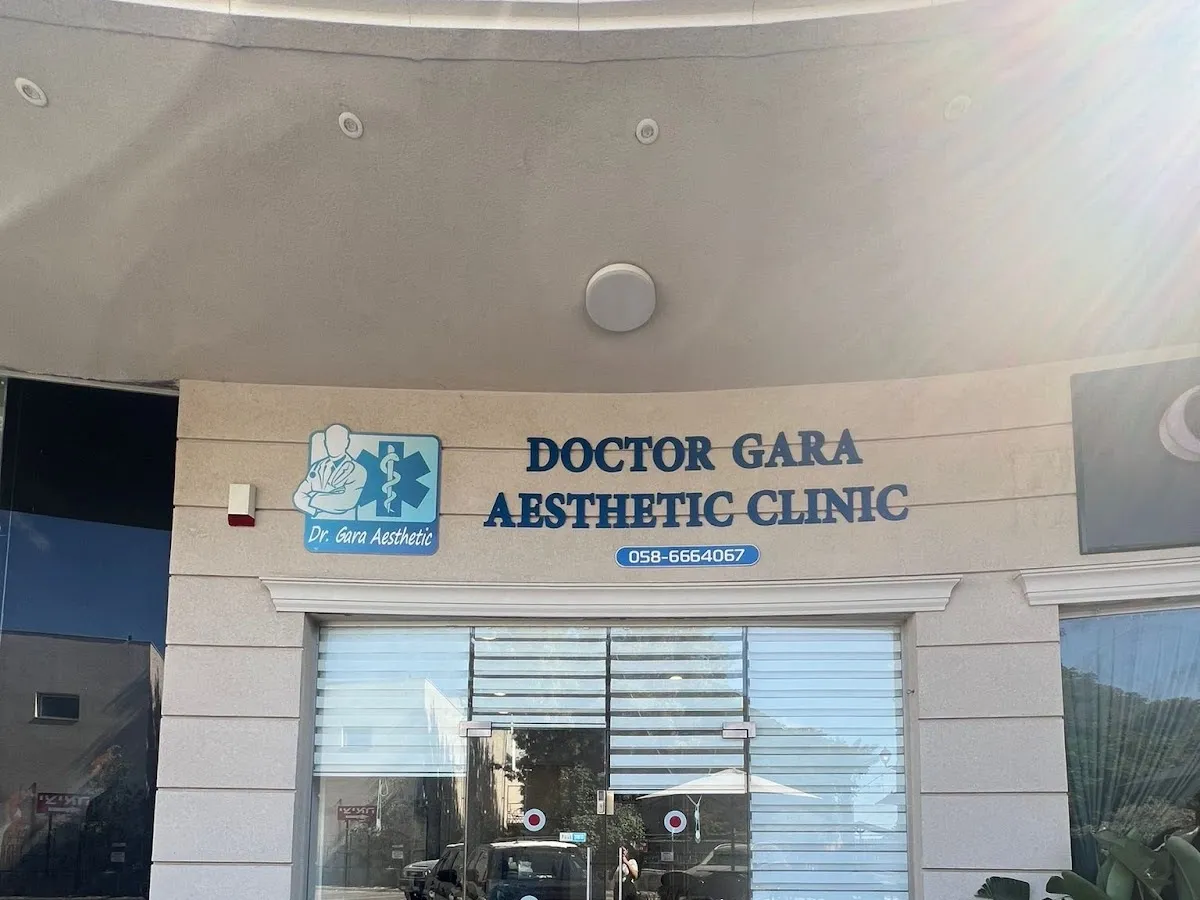 DOCTOR GARA
AESTHETIC CLINIC
Dr. Gara Aesthetic
058-6664067